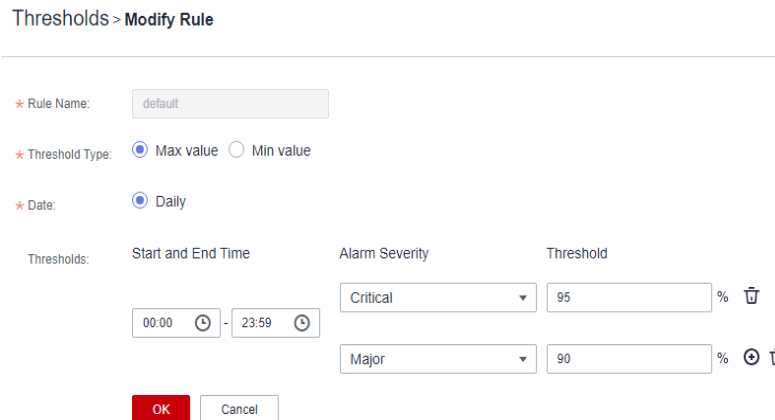 Thresholds > Modify Rule
* Rule Name: default
* Threshold Type: Max value Min value
* Date: Daily
Thresholds: Start and End Time Alarm Severity Threshold
Critical 95 %
00:00 - 23:59
Major 90 %
OK Cancel